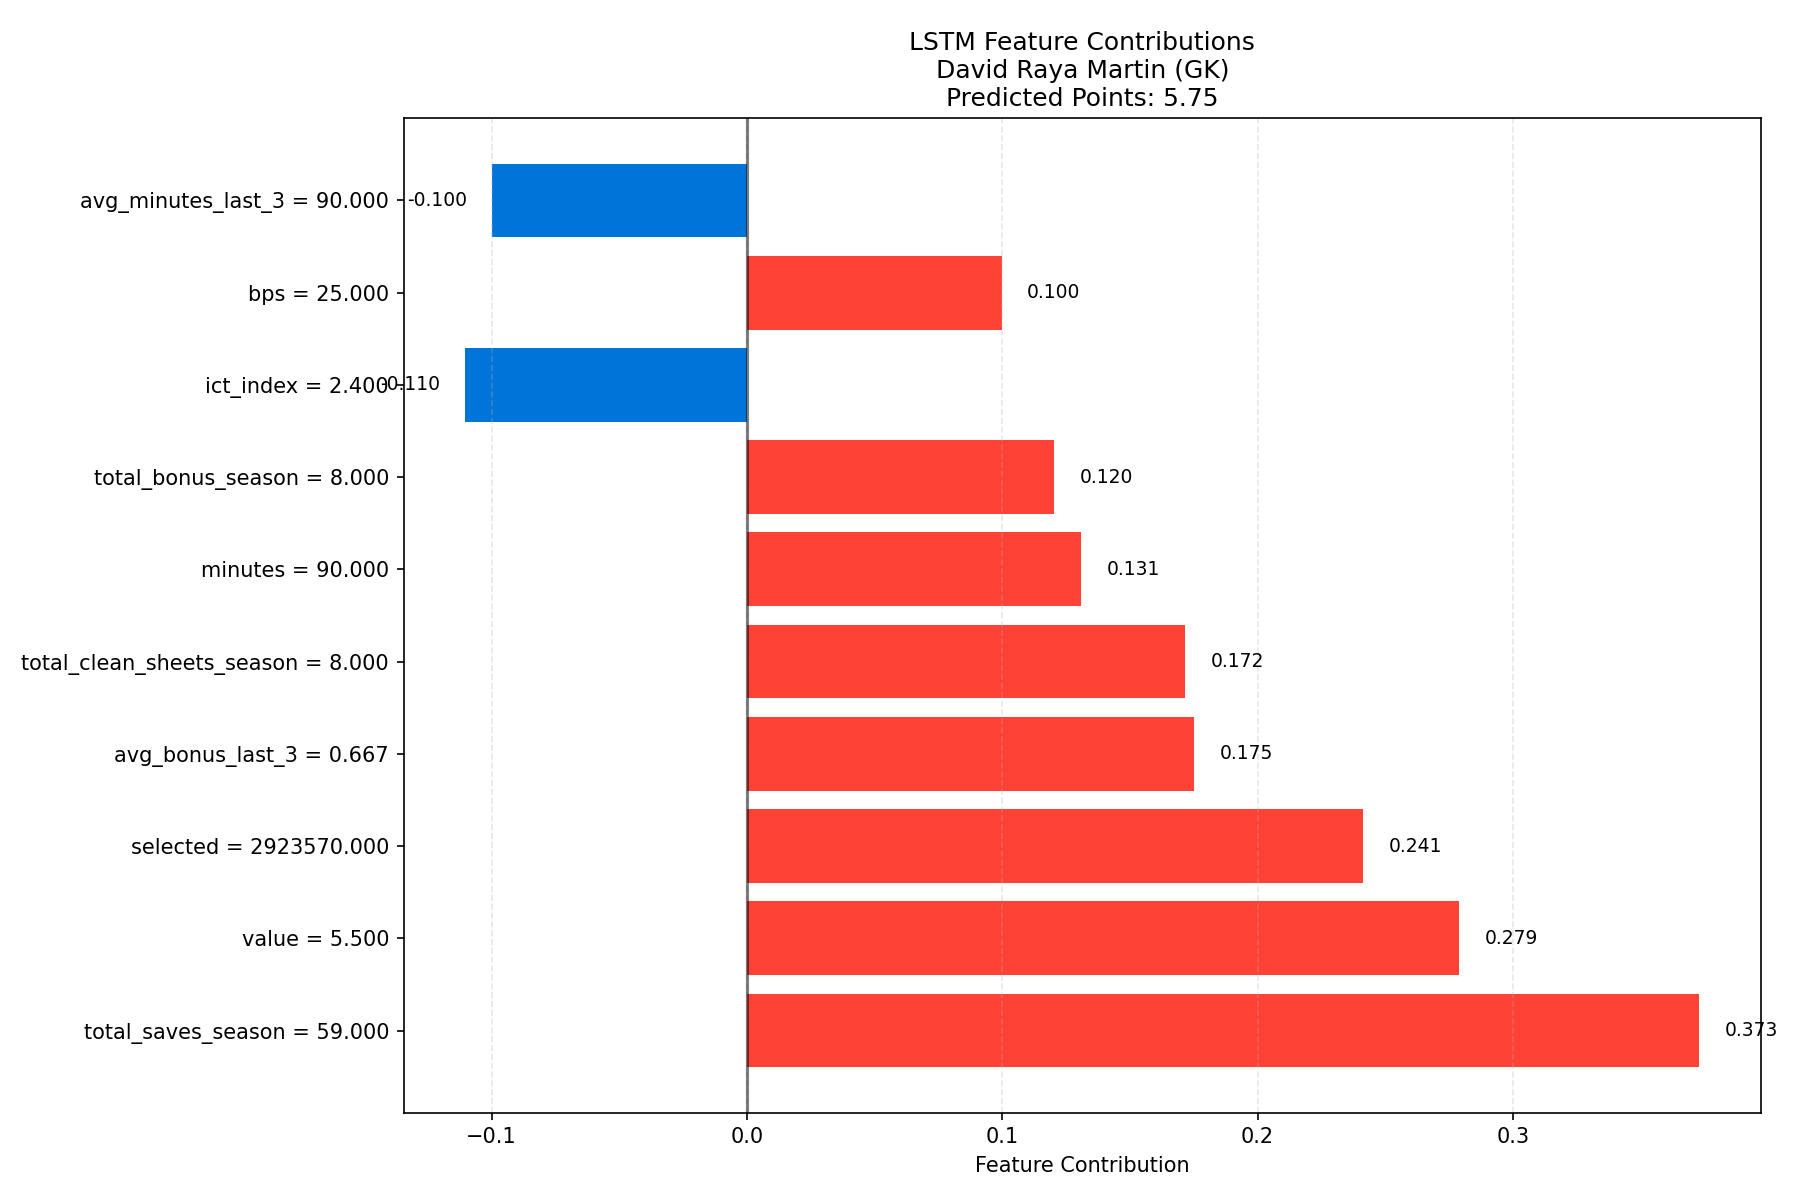 LSTM Feature Contributions
David Raya Martin (GK)
Predicted Points: 5.75
avg_minutes_last_3 = 90.000 -0.100
bps = 25.000 0.100
ict_index = 2.400 -0.110
total_bonus_season = 8.000 0.120
minutes = 90.000 0.131
total_clean_sheets_season = 8.000 0.172
avg_bonus_last_3 = 0.667 0.175
selected = 2923570.000 0.241
value = 5.500 0.279
total_saves_season = 59.000 0.373
−0.1 0.0 0.1 0.2 0.3
Feature Contribution